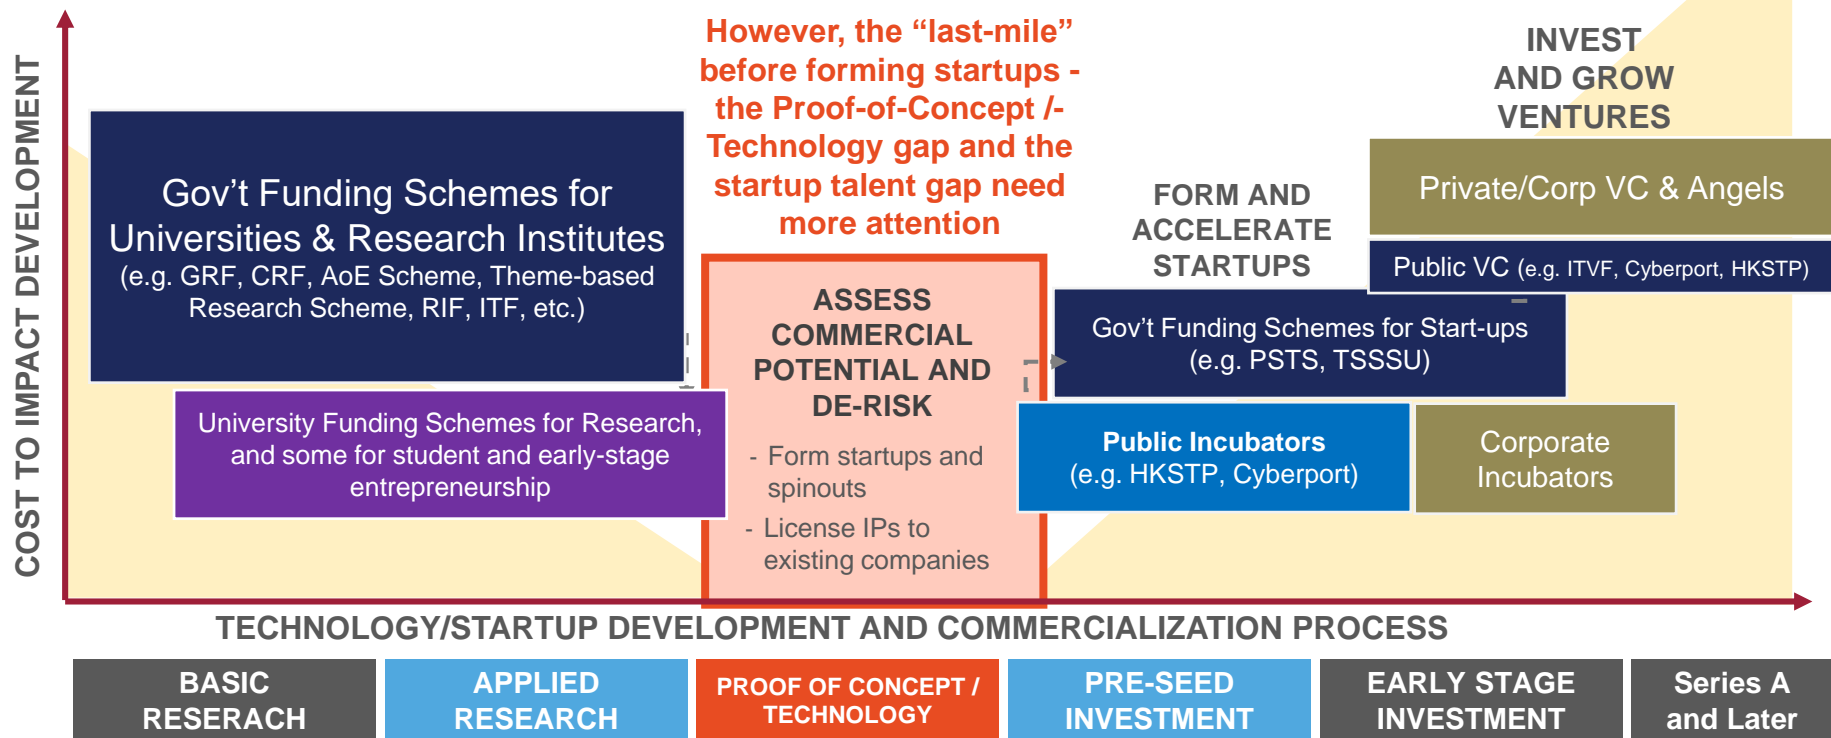 COST TO IMPACT DEVELOPMENT
Gov't Funding Schemes for
Universities & Research Institutes
(e.g. GRF, CRF, AoE Scheme, Theme-based
Research Scheme, RIF, ITF, etc.)
University Funding Schemes for Research,
and some for student and early-stage
entrepreneurship
However, the “last-mile”
before forming startups -
the Proof-of-Concept /-
Technology gap and the
startup talent gap need
more attention
ASSESS
COMMERCIAL
POTENTIAL AND
DE-RISK
- Form startups and
spinouts
- License IPs to
existing companies
FORM AND
ACCELERATE
STARTUPS
Gov't Funding Schemes for Start-ups
(e.g. PSTS, TSSSU)
Public Incubators
(e.g. HKSTP, Cyberport)
Corporate
Incubators
INVEST
AND GROW
VENTURES
Private/Corp VC & Angels
Public VC (e.g. ITVF, Cyberport, HKSTP)
TECHNOLOGY/STARTUP DEVELOPMENT AND COMMERCIALIZATION PROCESS
BASIC
RESERACH
APPLIED
RESEARCH
PROOF OF CONCEPT /
TECHNOLOGY
PRE-SEED
INVESTMENT
EARLY STAGE
INVESTMENT
Series A
and Later